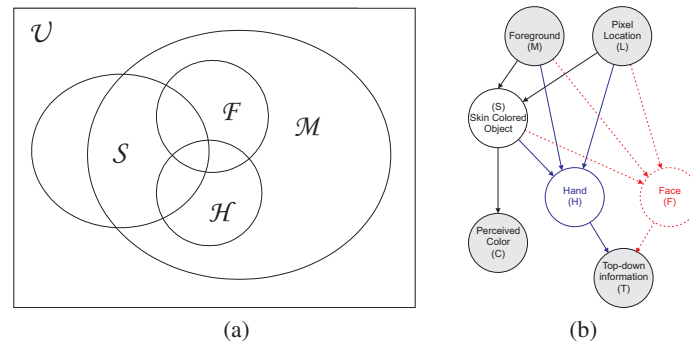 𝒰
S
F
M
H
(a)
Foreground
(M)
Pixel
Location
(L)
(S)
Skin Colored
Object
Hand
(H)
Face
(F)
Perceived
Color
(C)
Top-down
information
(T)
(b)